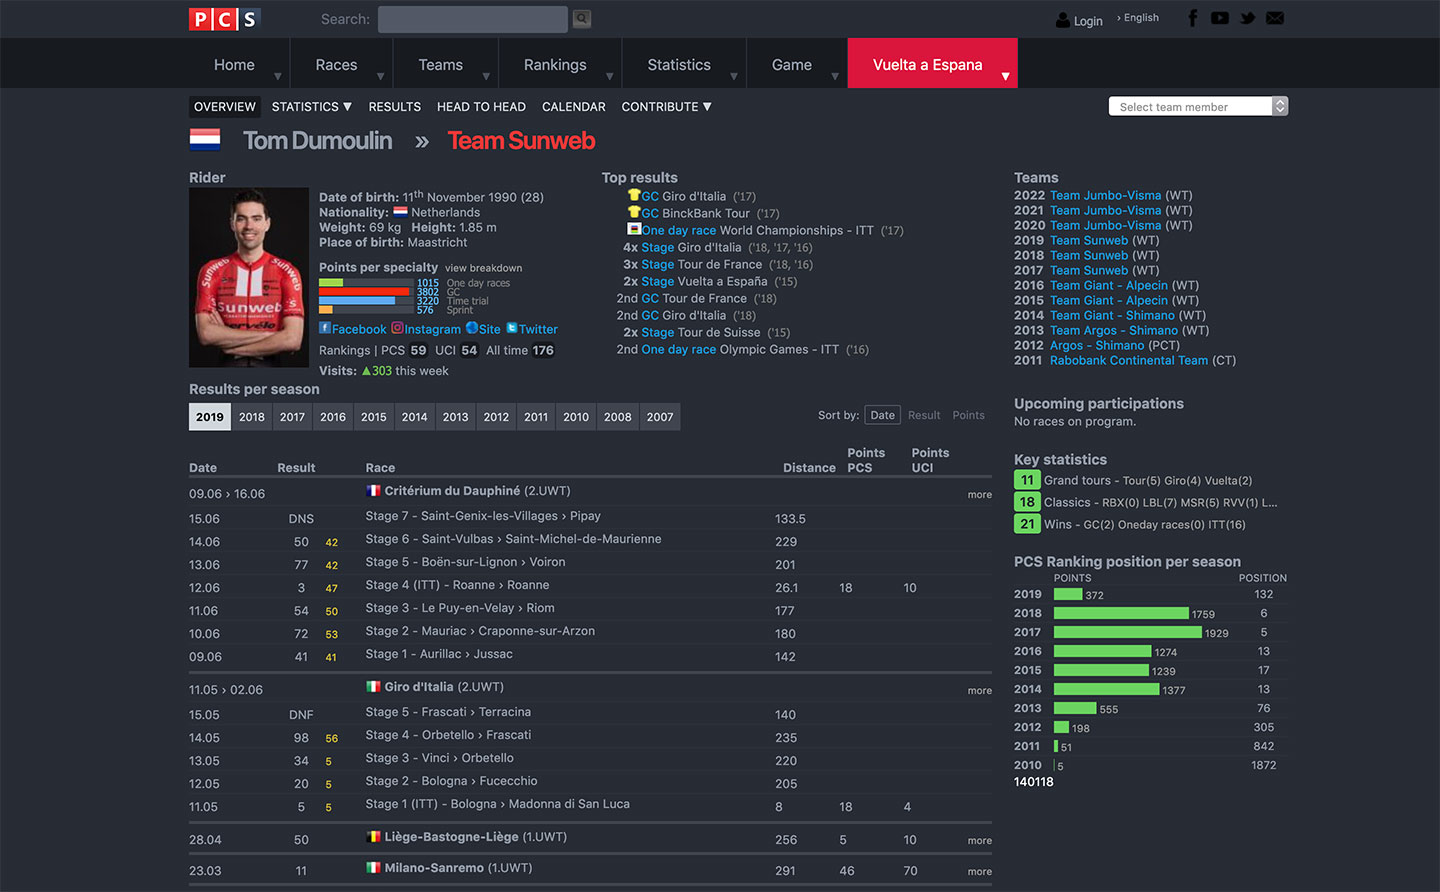 PCS
Search:
Login
› English
Home
Races
Teams
Rankings
Statistics
Game
Vuelta a Espana
OVERVIEW
STATISTICS ▼
RESULTS
HEAD TO HEAD
CALENDAR
CONTRIBUTE ▼
Select team member
Tom Dumoulin » Team Sunweb
Rider
Date of birth: 11th November 1990 (28)
Nationality: Netherlands
Weight: 69 kg Height: 1.85 m
Place of birth: Maastricht
Points per specialty view breakdown
1015 One day races
3802 GC
3220 Time trial
576 Sprint
Facebook Instagram Site Twitter
Rankings | PCS 59 UCI 54 All time 176
Visits: ▲303 this week
Sunweb
Sunweb
Sunweb
cervélo
Top results
GC Giro d'Italia ('17)
GC BinckBank Tour ('17)
One day race World Championships - ITT ('17)
4x Stage Giro d'Italia ('18, '17, '16)
3x Stage Tour de France ('18, '16)
2x Stage Vuelta a España ('15)
2nd GC Tour de France ('18)
2nd GC Giro d'Italia ('18)
2x Stage Tour de Suisse ('15)
2nd One day race Olympic Games - ITT ('16)
Teams
2022 Team Jumbo-Visma (WT)
2021 Team Jumbo-Visma (WT)
2020 Team Jumbo-Visma (WT)
2019 Team Sunweb (WT)
2018 Team Sunweb (WT)
2017 Team Sunweb (WT)
2016 Team Giant - Alpecin (WT)
2015 Team Giant - Alpecin (WT)
2014 Team Giant - Shimano (WT)
2013 Team Argos - Shimano (WT)
2012 Argos - Shimano (PCT)
2011 Rabobank Continental Team (CT)
Results per season
2019 2018 2017 2016 2015 2014 2013 2012 2011 2010 2008 2007
Sort by: Date Result Points
Date Result Race Distance Points PCS Points UCI
09.06 › 16.06 Critérium du Dauphiné (2.UWT) more
15.06 DNS Stage 7 - Saint-Genix-les-Villages › Pipay 133.5
14.06 50 42 Stage 6 - Saint-Vulbas › Saint-Michel-de-Maurienne 229
13.06 77 42 Stage 5 - Boën-sur-Lignon › Voiron 201
12.06 3 47 Stage 4 (ITT) - Roanne › Roanne 26.1 18 10
11.06 54 50 Stage 3 - Le Puy-en-Velay › Riom 177
10.06 72 53 Stage 2 - Mauriac › Craponne-sur-Arzon 180
09.06 41 41 Stage 1 - Aurillac › Jussac 142
11.05 › 02.06 Giro d'Italia (2.UWT) more
15.05 DNF Stage 5 - Frascati › Terracina 140
14.05 98 56 Stage 4 - Orbetello › Frascati 235
13.05 34 5 Stage 3 - Vinci › Orbetello 220
12.05 20 5 Stage 2 - Bologna › Fucecchio 205
11.05 5 5 Stage 1 (ITT) - Bologna › Madonna di San Luca 8 18 4
28.04 50 Liège-Bastogne-Liège (1.UWT) 256 5 10 more
23.03 11 Milano-Sanremo (1.UWT) 291 46 70 more
Upcoming participations
No races on program.
Key statistics
11 Grand tours - Tour(5) Giro(4) Vuelta(2)
18 Classics - RBX(0) LBL(7) MSR(5) RVV(1) L...
21 Wins - GC(2) Oneday races(0) ITT(16)
PCS Ranking position per season
POINTS POSITION
2019 372 132
2018 1759 6
2017 1929 5
2016 1274 13
2015 1239 17
2014 1377 13
2013 555 76
2012 198 305
2011 51 842
2010 5 1872
140118